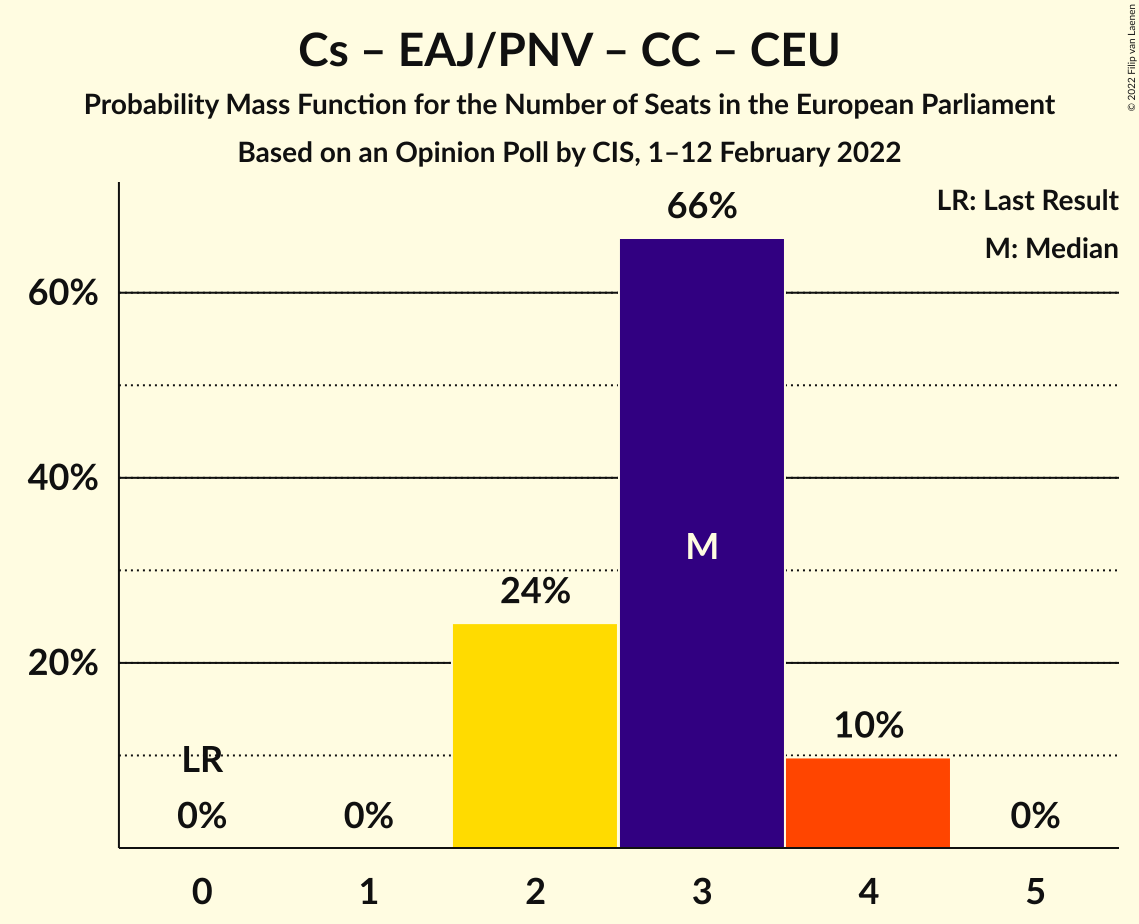 Cs – EAJ/PNV – CC – CEU
Probability Mass Function for the Number of Seats in the European Parliament
Based on an Opinion Poll by CIS, 1–12 February 2022
© 2022 Filip van Laenen
LR: Last Result
M: Median
66%
60%
40%
M
24%
20%
10%
LR
0%
0%
0%
0
1
2
3
4
5